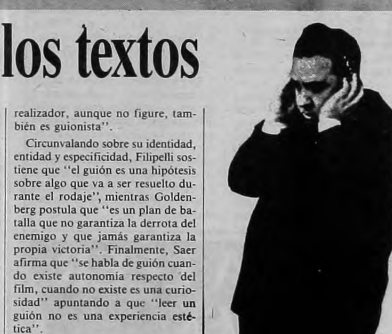 los textos
realizador, aunque no figure, tam-
bién es guionista''.
Circunvalando sobre su identidad,
entidad y especificidad, Filipelli sos-
tiene que ''el guión es una hipótesis
sobre algo que va a ser resuelto du-
rante el rodaje'', mientras Golden-
berg postula que ''es un plan de ba-
talla que no garantiza la derrota del
enemigo y que jamás garantiza la
propia victoria''. Finalmente, Saer
afirma que ''se habla de guión cuan-
do existe autonomía respecto del
film, cuando no existe es una curio-
sidad'' apuntando a que ''leer un
guión no es una experiencia esté-
tica''.